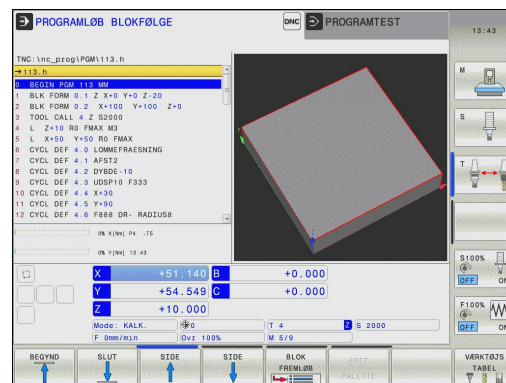 PROGRAMLØB BLOKFØLGE
DNC
PROGRAMTEST
13:43
TNC:\nc_prog\PGM\113.h
→113.h
0 BEGIN PGM 113 MM
1 BLK FORM 0.1 Z X+0 Y+0 Z-20
2 BLK FORM 0.2 X+100 Y+100 Z+0
3 TOOL CALL 4 Z S2000
4 L Z+10 R0 FMAX M3
5 L X+50 Y+50 R0 FMAX
6 CYCL DEF 4.0 LOMMEFRAESNING
7 CYCL DEF 4.1 AFST2
8 CYCL DEF 4.2 DYBDE-10
9 CYCL DEF 4.3 UDSP10 F333
10 CYCL DEF 4.4 X+30
11 CYCL DEF 4.5 Y+90
12 CYCL DEF 4.6 F888 DR- RADIUS8
0% X[Nm] P4 -T5
0% Y[Nm] 13:43
X +51.140 B +0.000
Y +54.549 C +0.000
Z +10.000
Mode: KALK. 0 T 4 Z S 2000
F 0mm/min Ovr 100% M 5/9
M
S
T
S100%
OFF ON
F100%
OFF ON
BEGYND
SLUT
SIDE
SIDE
BLOK FREMLØB
EDIT PALETTE
VÆRKTØJS TABEL